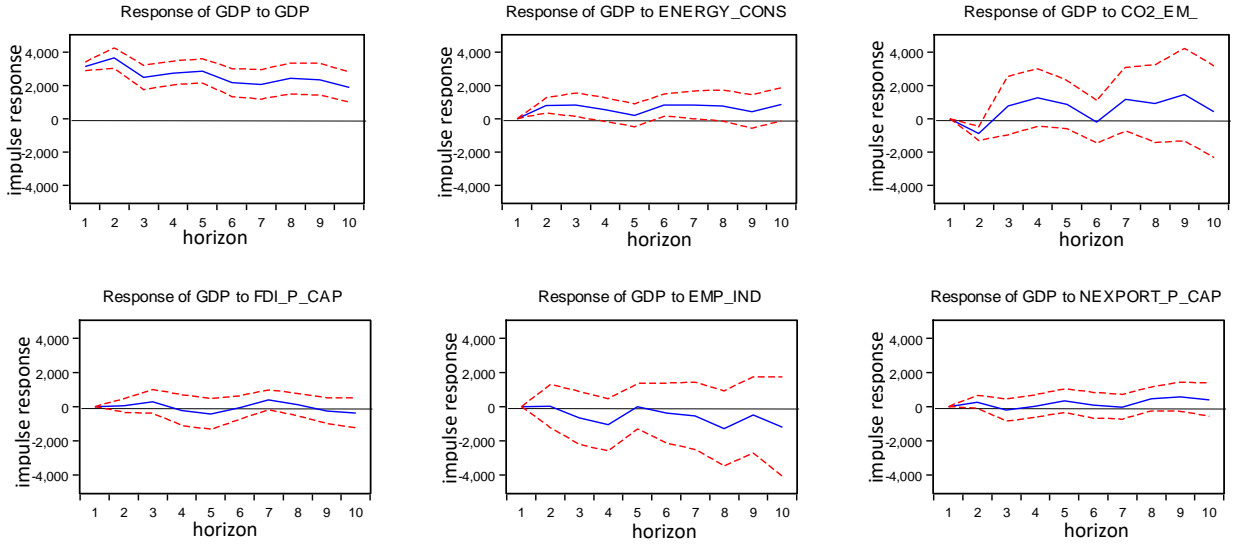 Response of GDP to GDP
impulse response
4,000
2,000
0
-2,000
-4,000
1 2 3 4 5 6 7 8 9 10
horizon
Response of GDP to ENERGY_CONS
impulse response
4,000
2,000
0
-2,000
-4,000
1 2 3 4 5 6 7 8 9 10
horizon
Response of GDP to CO2_EM_
impulse response
4,000
2,000
0
-2,000
-4,000
1 2 3 4 5 6 7 8 9 10
horizon
Response of GDP to FDI_P_CAP
impulse response
4,000
2,000
0
-2,000
-4,000
1 2 3 4 5 6 7 8 9 10
horizon
Response of GDP to EMP_IND
impulse response
4,000
2,000
0
-2,000
-4,000
1 2 3 4 5 6 7 8 9 10
horizon
Response of GDP to NEXPORT_P_CAP
impulse response
4,000
2,000
0
-2,000
-4,000
1 2 3 4 5 6 7 8 9 10
horizon